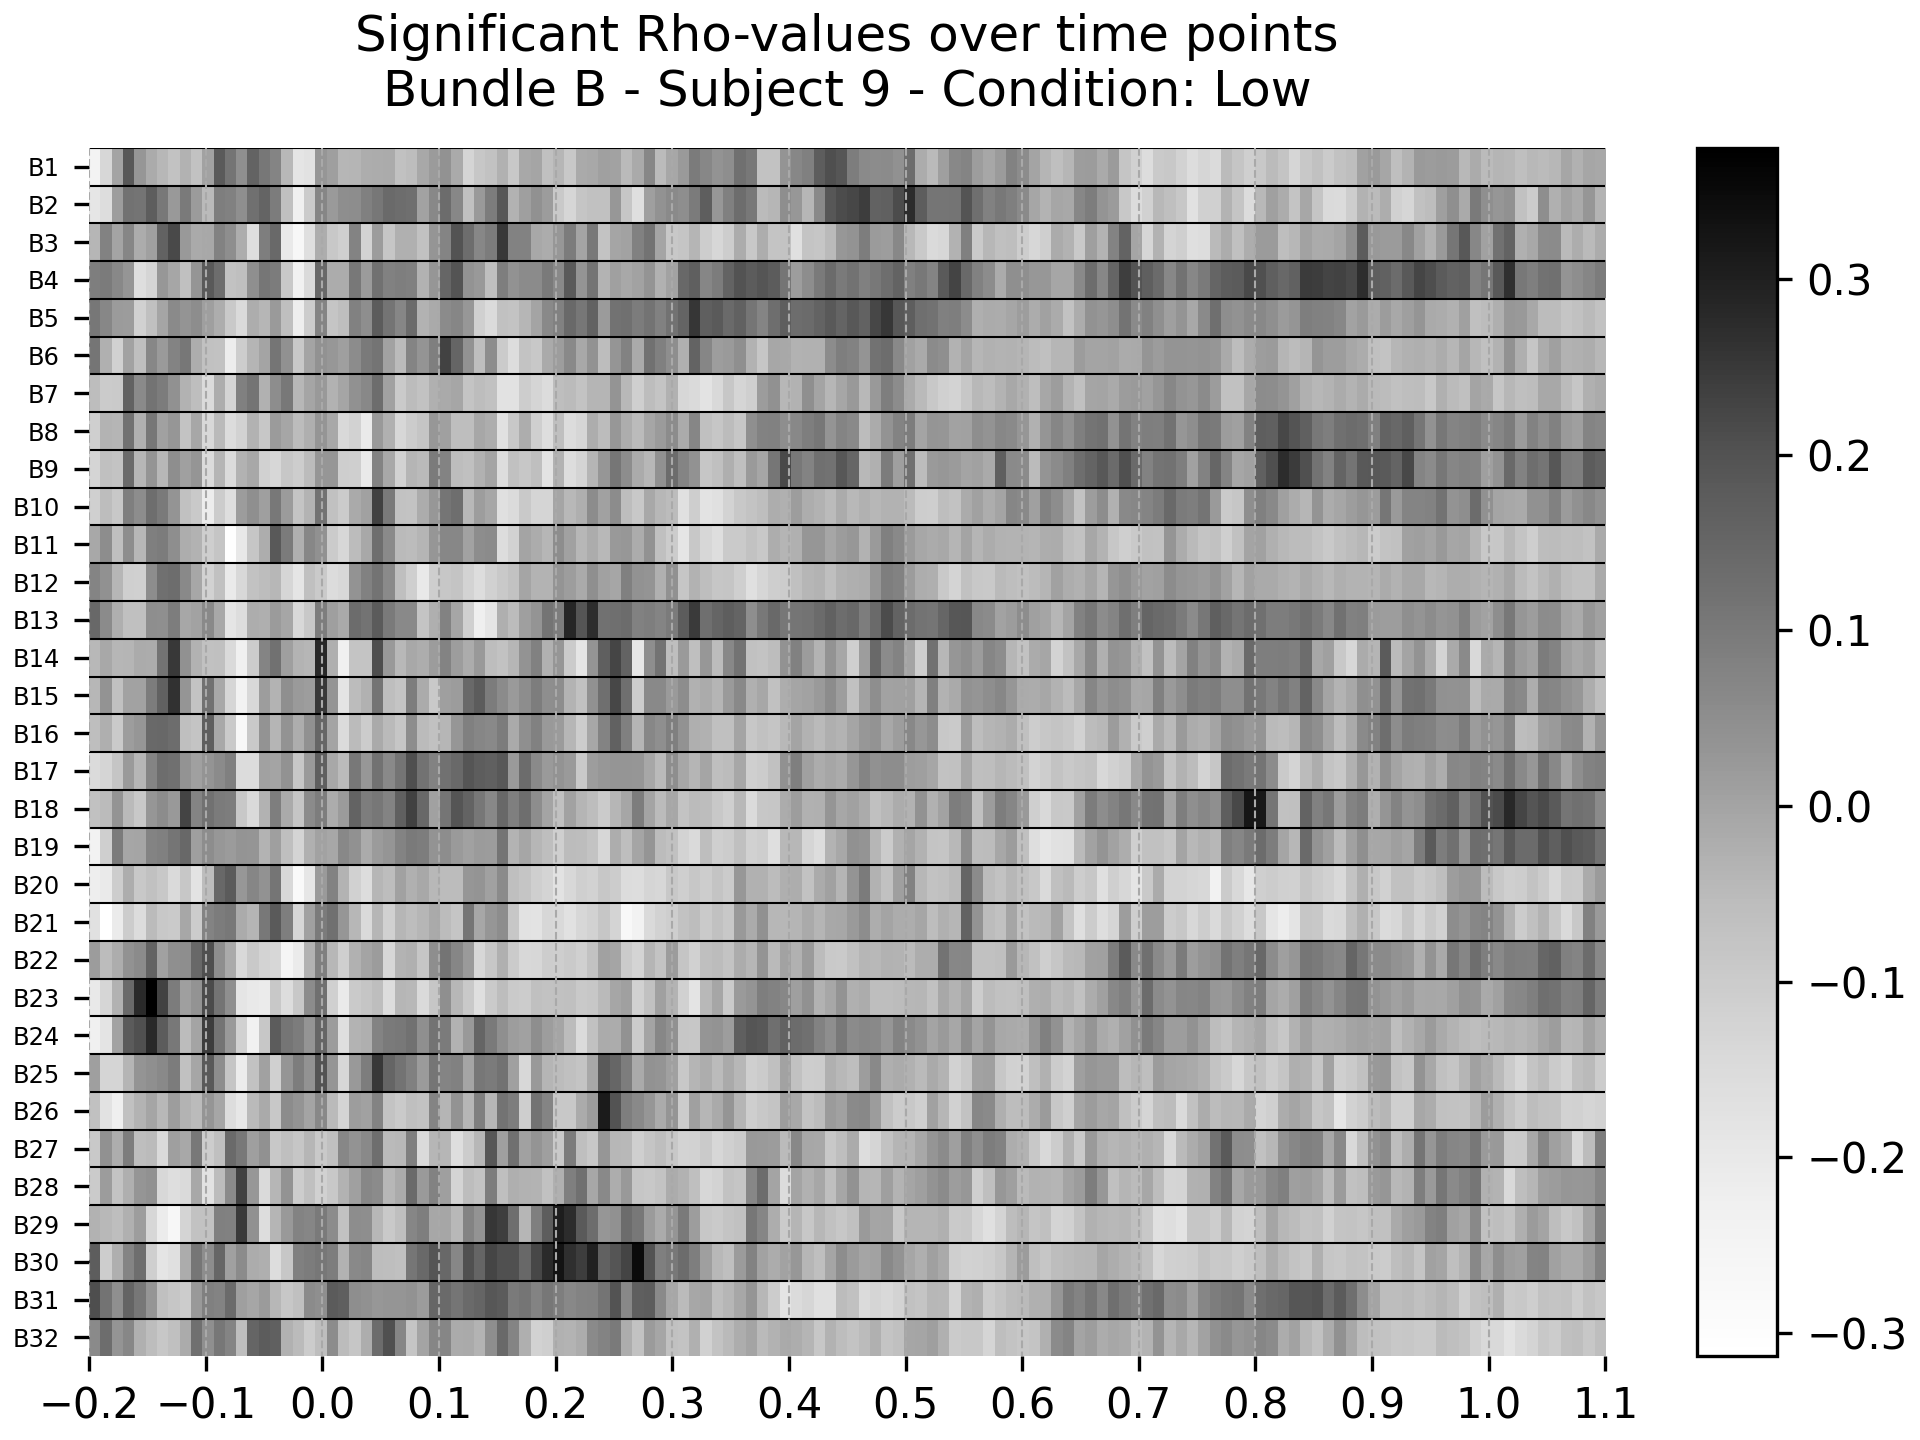 Significant Rho-values over time points
Bundle B - Subject 9 - Condition: Low
B1
B2
B3
B4
B5
B6
B7
B8
B9
B10
B11
B12
B13
B14
B15
B16
B17
B18
B19
B20
B21
B22
B23
B24
B25
B26
B27
B28
B29
B30
B31
B32
−0.2 −0.1 0.0 0.1 0.2 0.3 0.4 0.5 0.6 0.7 0.8 0.9 1.0 1.1
0.3
0.2
0.1
0.0
−0.1
−0.2
−0.3